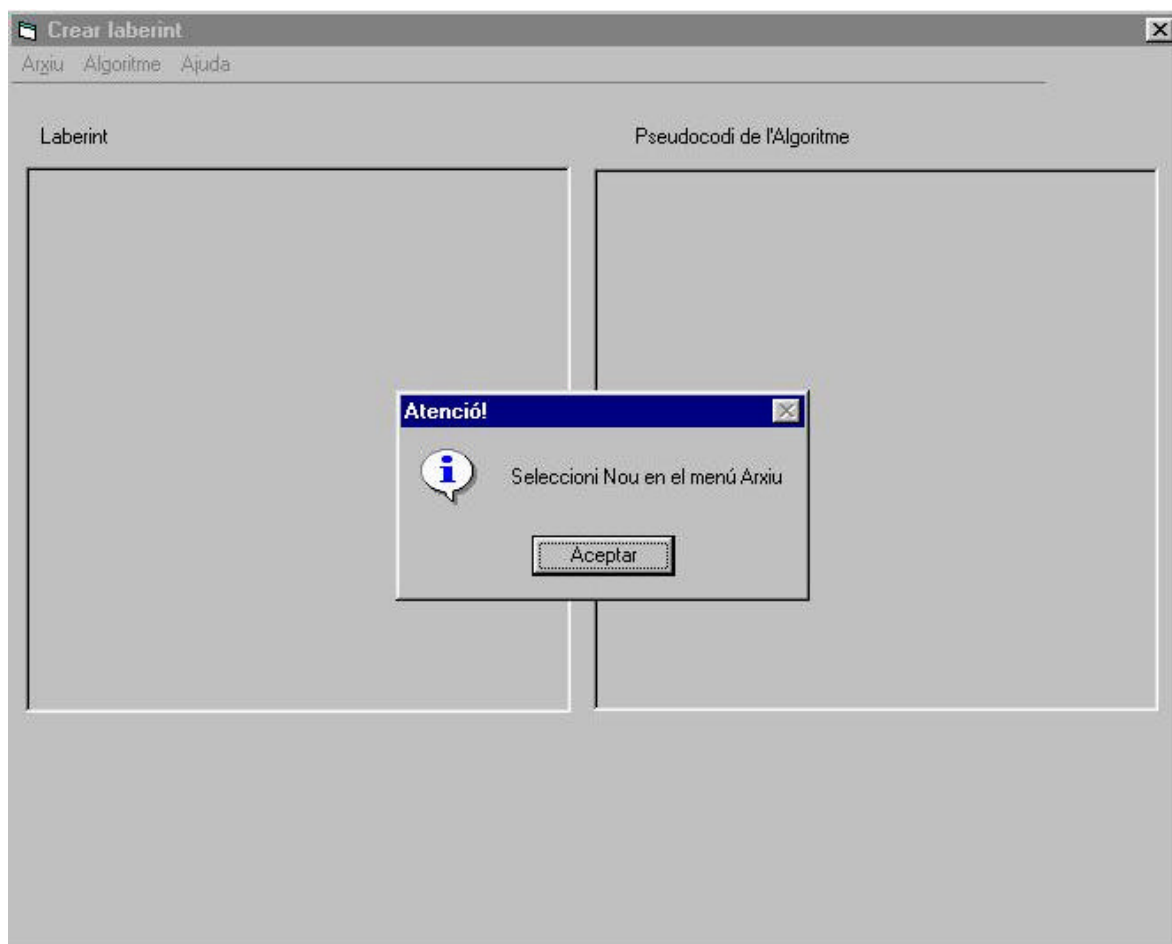 Crear laberint
Arxiu Algoritme Ajuda
Laberint
Pseudocodi de l'Algoritme
Atenció!
Seleccioni Nou en el menú Arxiu
Aceptar